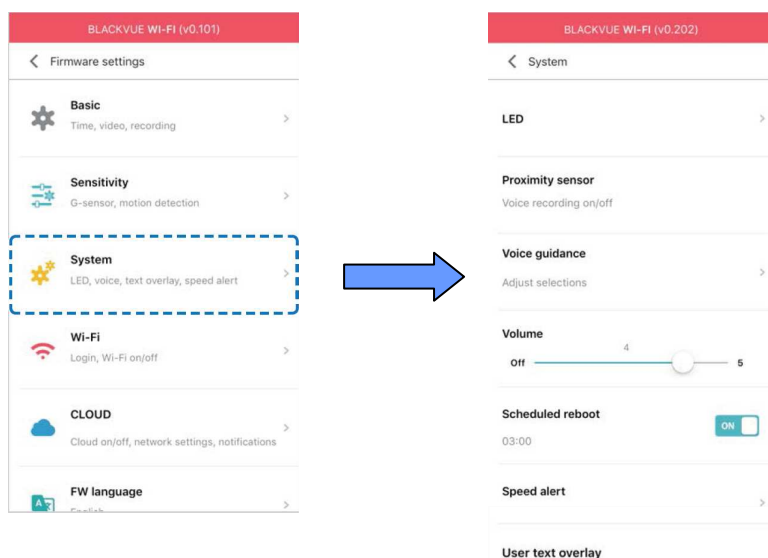 BLACKVUE WI-FI (v0.101)
Firmware settings
Basic
Time, video, recording
Sensitivity
G-sensor, motion detection
System
LED, voice, text overlay, speed alert
Wi-Fi
Login, Wi-Fi on/off
CLOUD
Cloud on/off, network settings, notifications
FW language
English
BLACKVUE WI-FI (v0.202)
System
LED
Proximity sensor
Voice recording on/off
Voice guidance
Adjust selections
Volume
4
Off 5
Scheduled reboot
ON
03:00
Speed alert
User text overlay